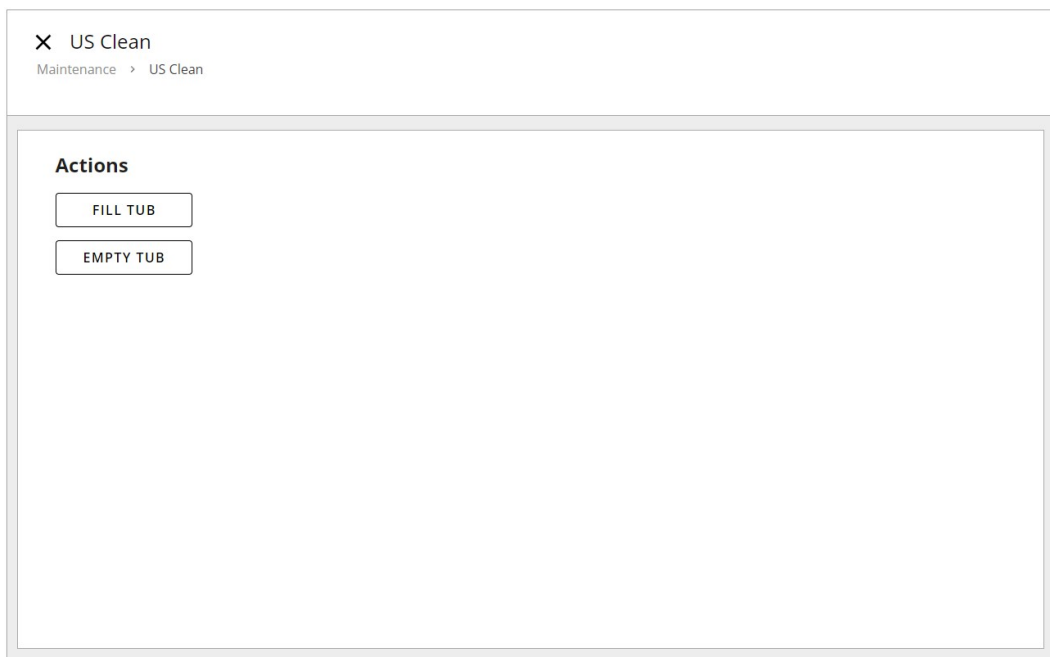 US Clean
Maintenance > US Clean
Actions
FILL TUB
EMPTY TUB